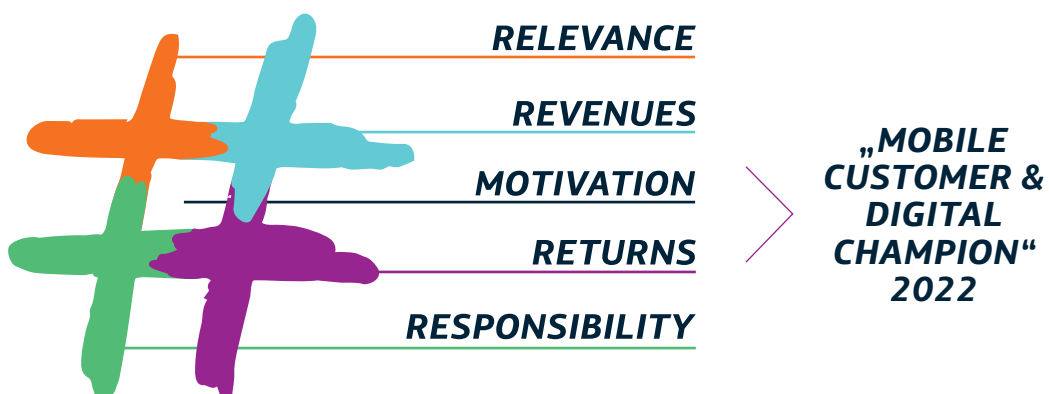 RELEVANCE
REVENUES
MOTIVATION
RETURNS
RESPONSIBILITY
„MOBILE
CUSTOMER &
DIGITAL
CHAMPION“
2022